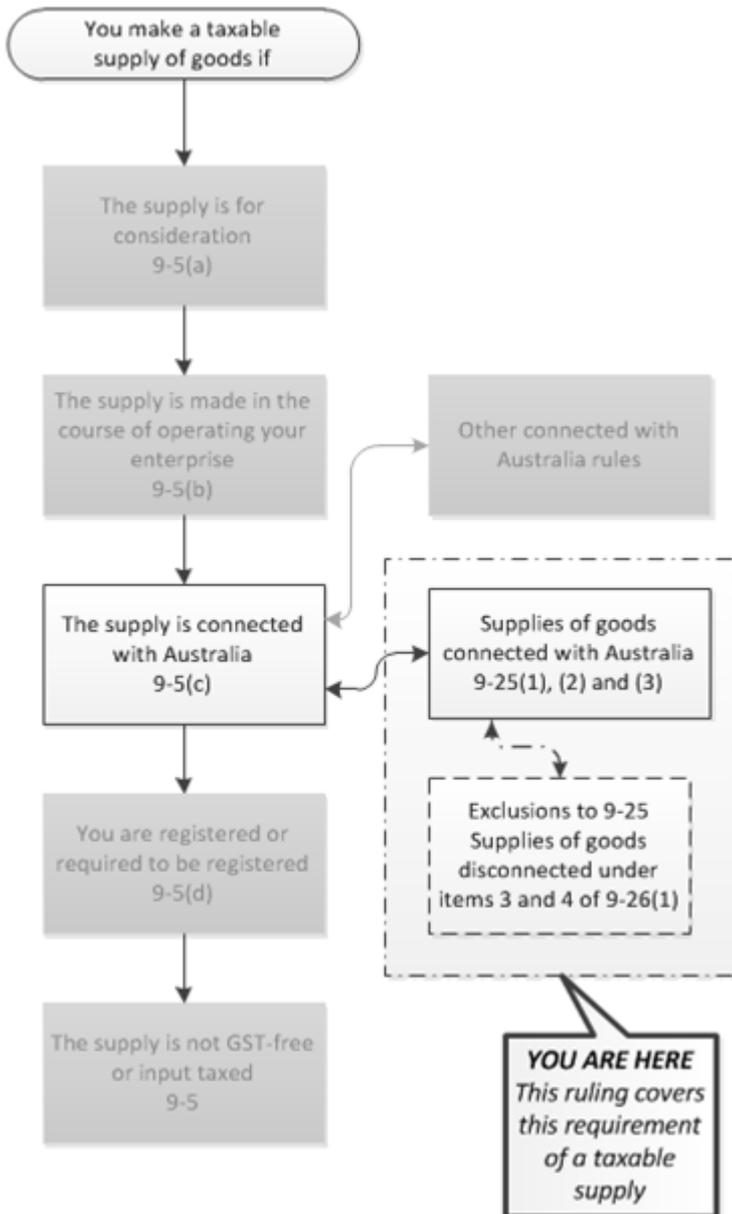 You make a taxable
supply of goods if
The supply is for
consideration
9-5(a)
The supply is made in the
course of operating your
enterprise
9-5(b)
Other connected with
Australia rules
The supply is connected
with Australia
9-5(c)
Supplies of goods
connected with Australia
9-25(1), (2) and (3)
Exclusions to 9-25
Supplies of goods
disconnected under
items 3 and 4 of 9-26(1)
You are registered or
required to be registered
9-5(d)
The supply is not GST-free
or input taxed
9-5
YOU ARE HERE
This ruling covers
this requirement
of a taxable
supply